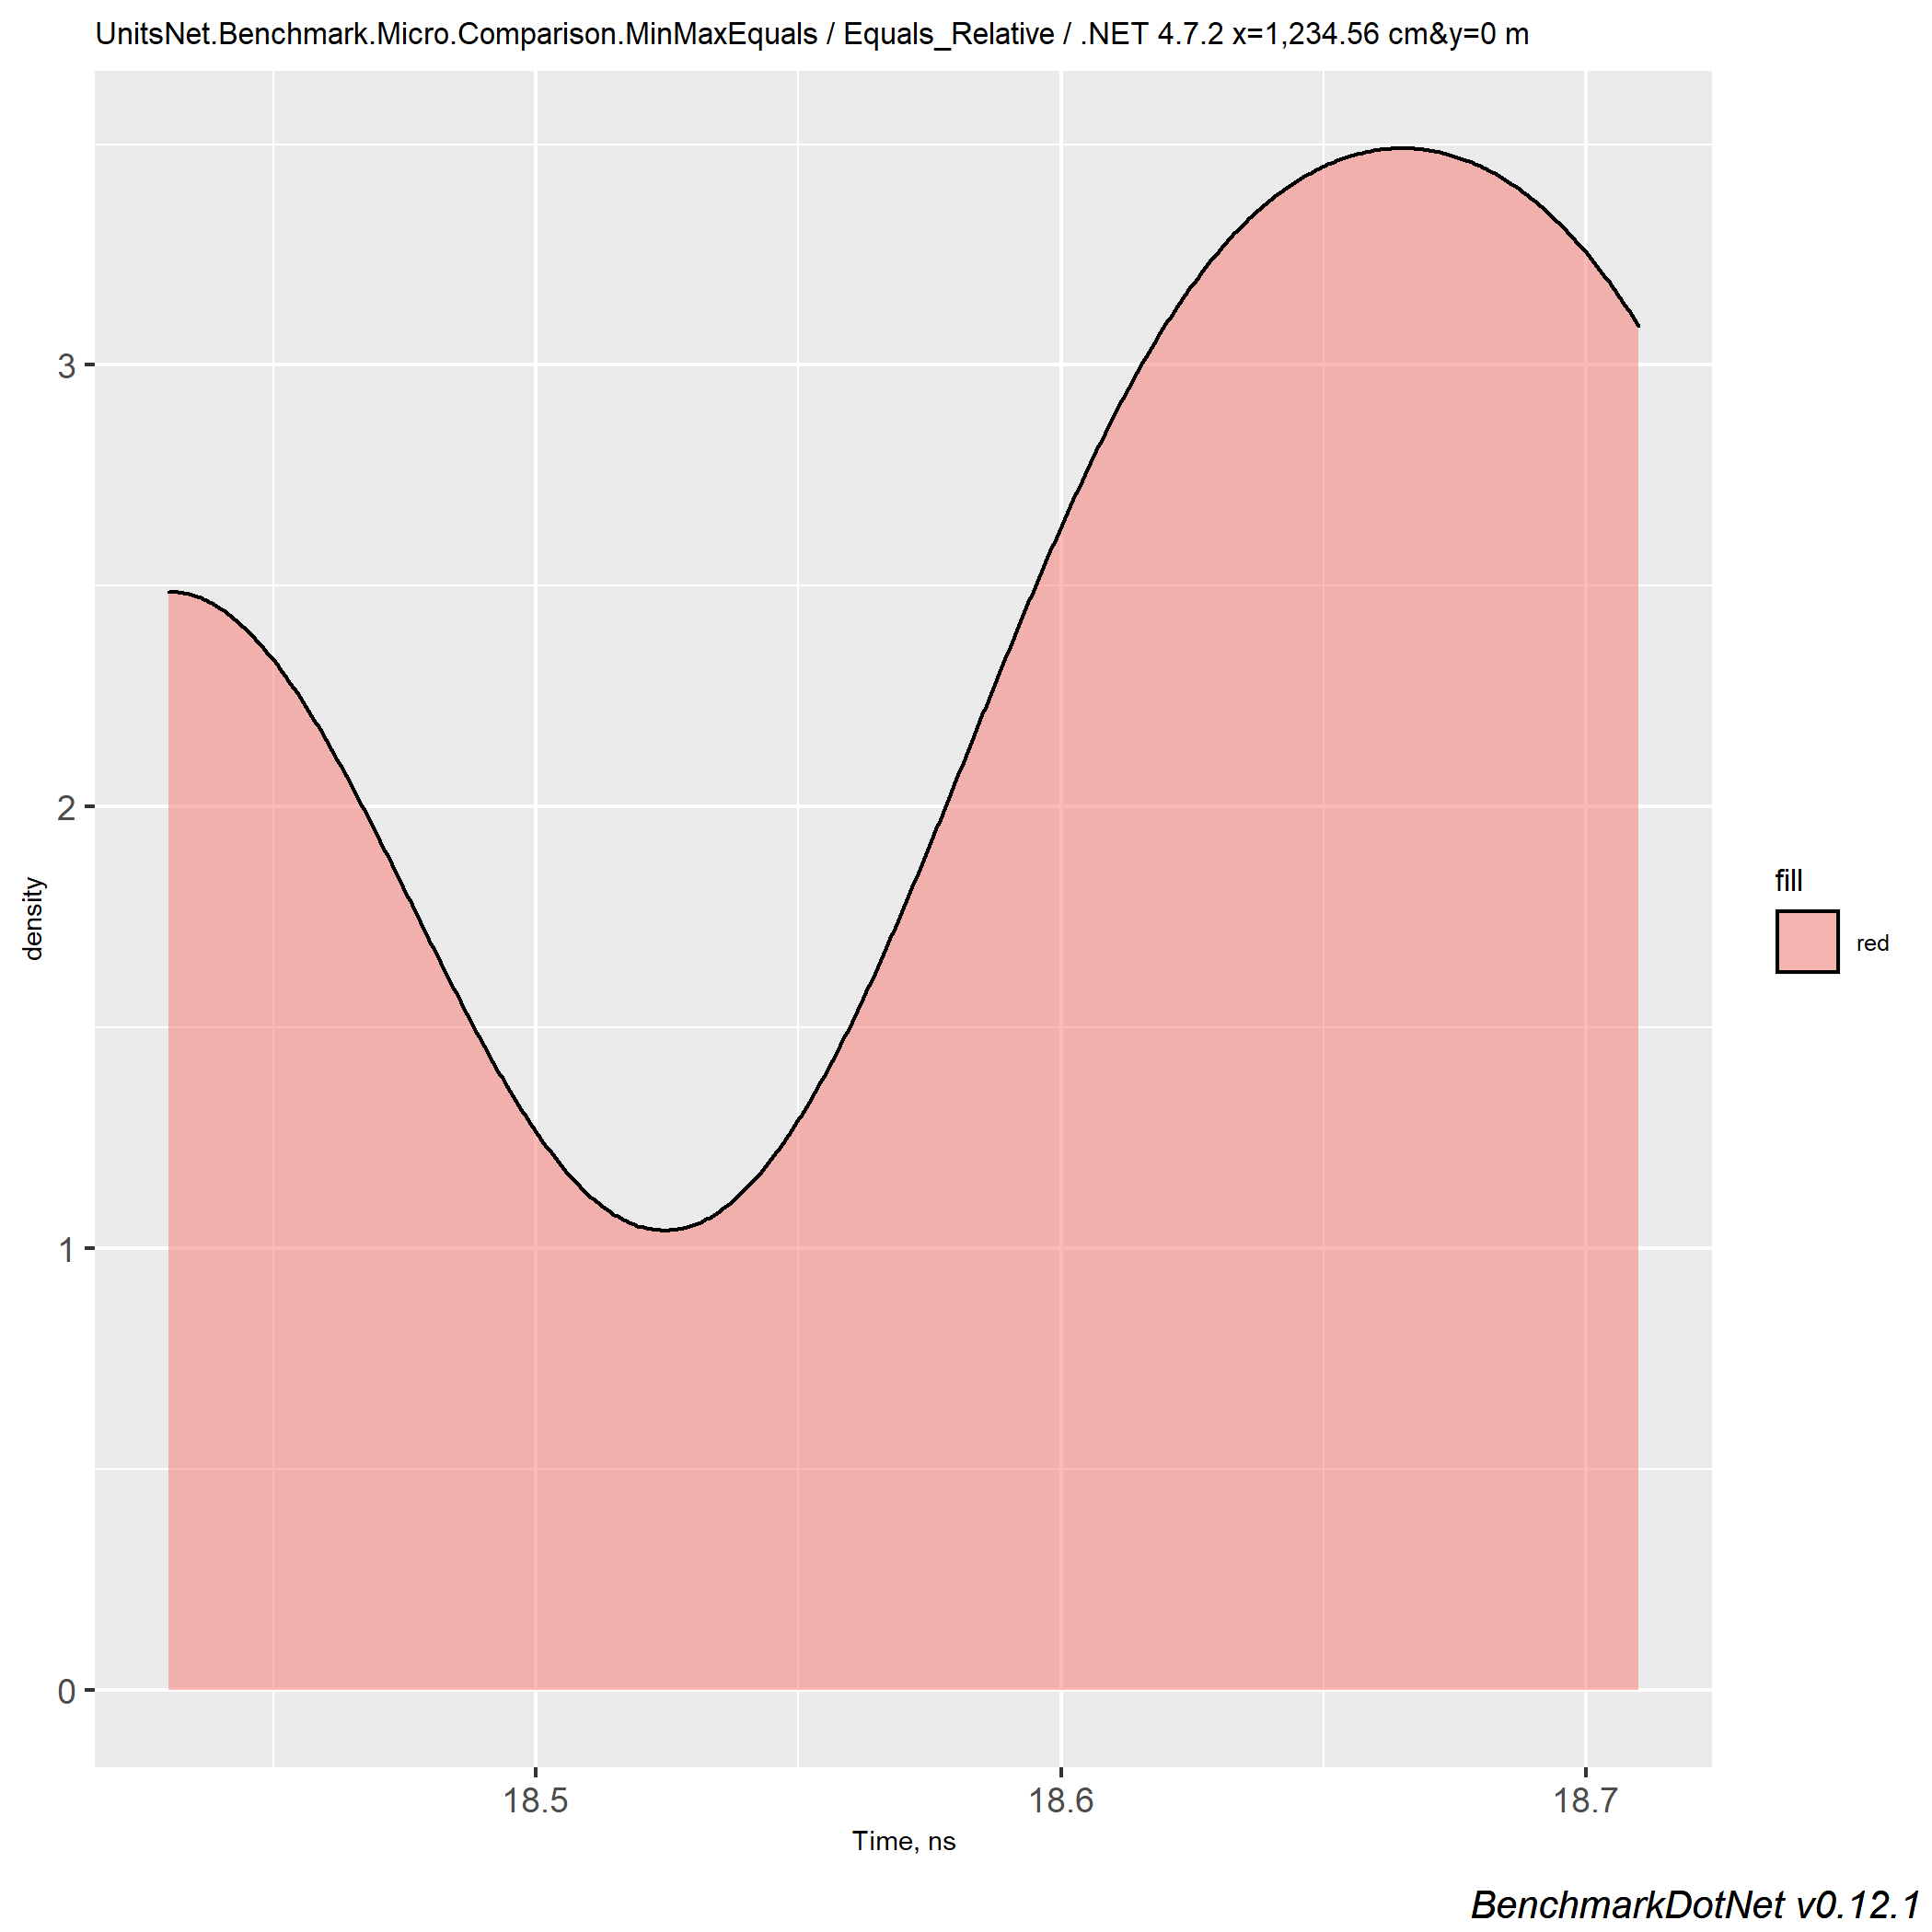 UnitsNet.Benchmark.Micro.Comparison.MinMaxEquals / Equals_Relative / .NET 4.7.2 x=1,234.56 cm&y=0 m
3
2
1
0
density
18.5 18.6 18.7
Time, ns
fill
red
BenchmarkDotNet v0.12.1